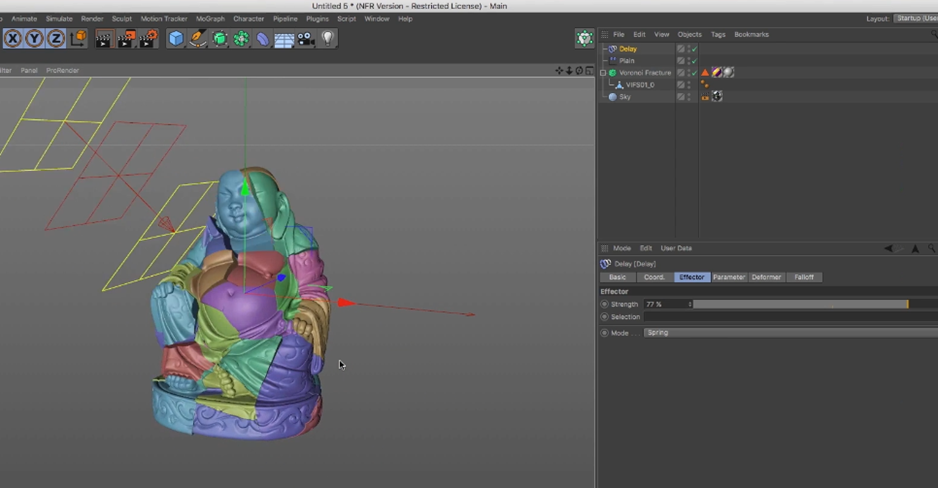 Untitled 5 * (NFR Version - Restricted License) - Main
Animate Simulate Render Sculpt Motion Tracker MoGraph Character Pipeline Plugins Script Window Help
Layout: Startup (User
X Y Z
File Edit View Objects Tags Bookmarks
Panel ProRender
Delay
Plain
Voronoi Fracture
VIPS01_0
Sky
Mode Edit User Data
Delay [Delay]
Basic Coord. Effector Parameter Deformer Falloff
Effector
Strength 77 %
Selection
Mode . . . Spring